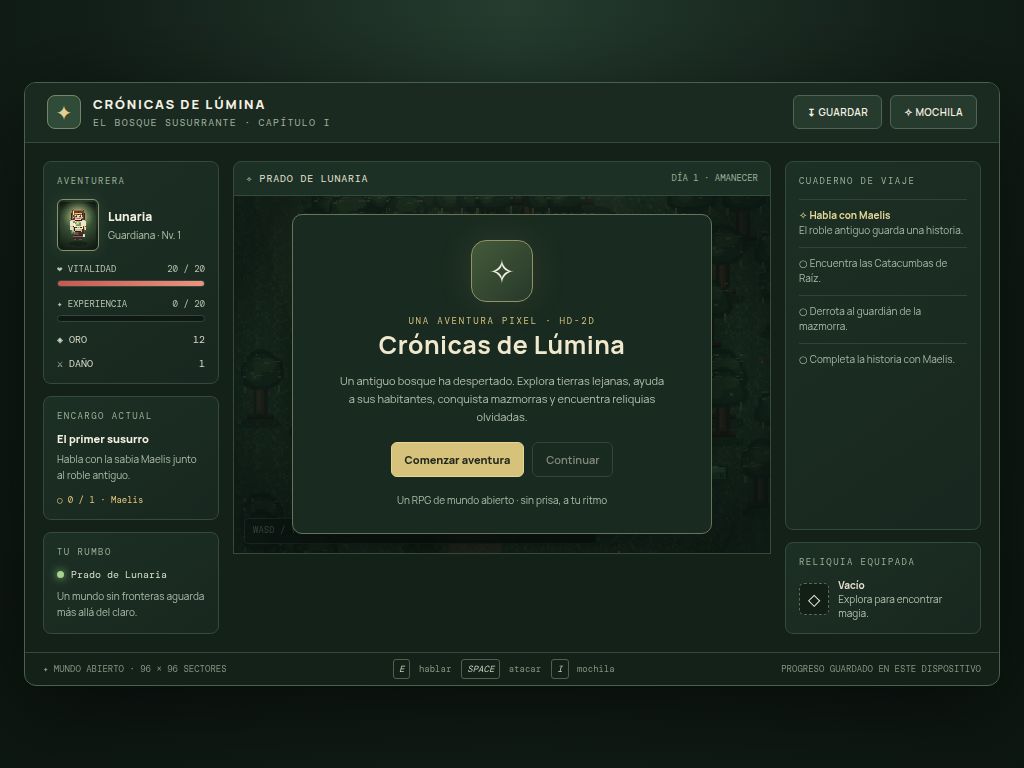 CRÓNICAS DE LÚMINA
EL BOSQUE SUSURRANTE · CAPÍTULO I
GUARDAR
MOCHILA
AVENTURERA
Lunaria
Guardiana · Nv. 1
VITALIDAD 20 / 20
EXPERIENCIA 0 / 20
ORO 12
DAÑO 1
ENCARGO ACTUAL
El primer susurro
Habla con la sabia Maelis junto
al roble antiguo.
0 / 1 · Maelis
TU RUMBO
Prado de Lunaria
Un mundo sin fronteras aguarda
más allá del claro.
PRADO DE LUNARIA
DÍA 1 · AMANECER
UNA AVENTURA PIXEL · HD-2D
Crónicas de Lúmina
Un antiguo bosque ha despertado. Explora tierras lejanas, ayuda
a sus habitantes, conquista mazmorras y encuentra reliquias
olvidadas.
Comenzar aventura
Continuar
Un RPG de mundo abierto · sin prisa, a tu ritmo
WASD /
CUADERNO DE VIAJE
Habla con Maelis
El roble antiguo guarda una historia.
Encuentra las Catacumbas de
Raíz.
Derrota al guardián de la
mazmorra.
Completa la historia con Maelis.
RELIQUIA EQUIPADA
Vacío
Explora para encontrar
magia.
MUNDO ABIERTO · 96 × 96 SECTORES
E hablar SPACE atacar I mochila
PROGRESO GUARDADO EN ESTE DISPOSITIVO